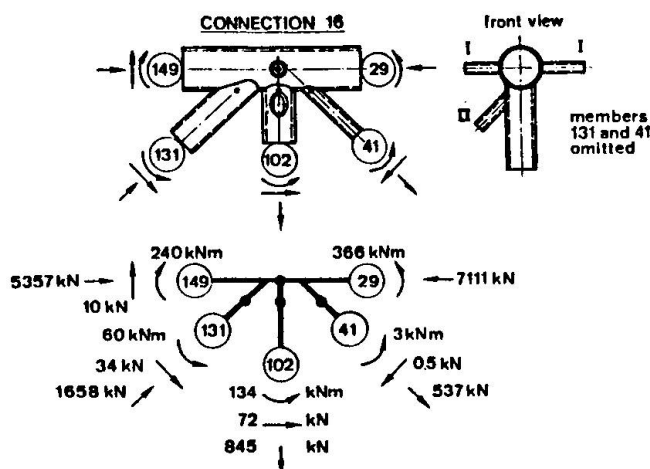 CONNECTION 16
front view
I I
149 29
II
members
131 and 41
omitted
131 41
102
240 kNm 366 kNm
5357 kN 149 29 7111 kN
10 kN
131 41
60 kNm 3 kNm
102
34 kN 0.5 kN
1658 kN 134 kNm 537 kN
72 kN
845 kN